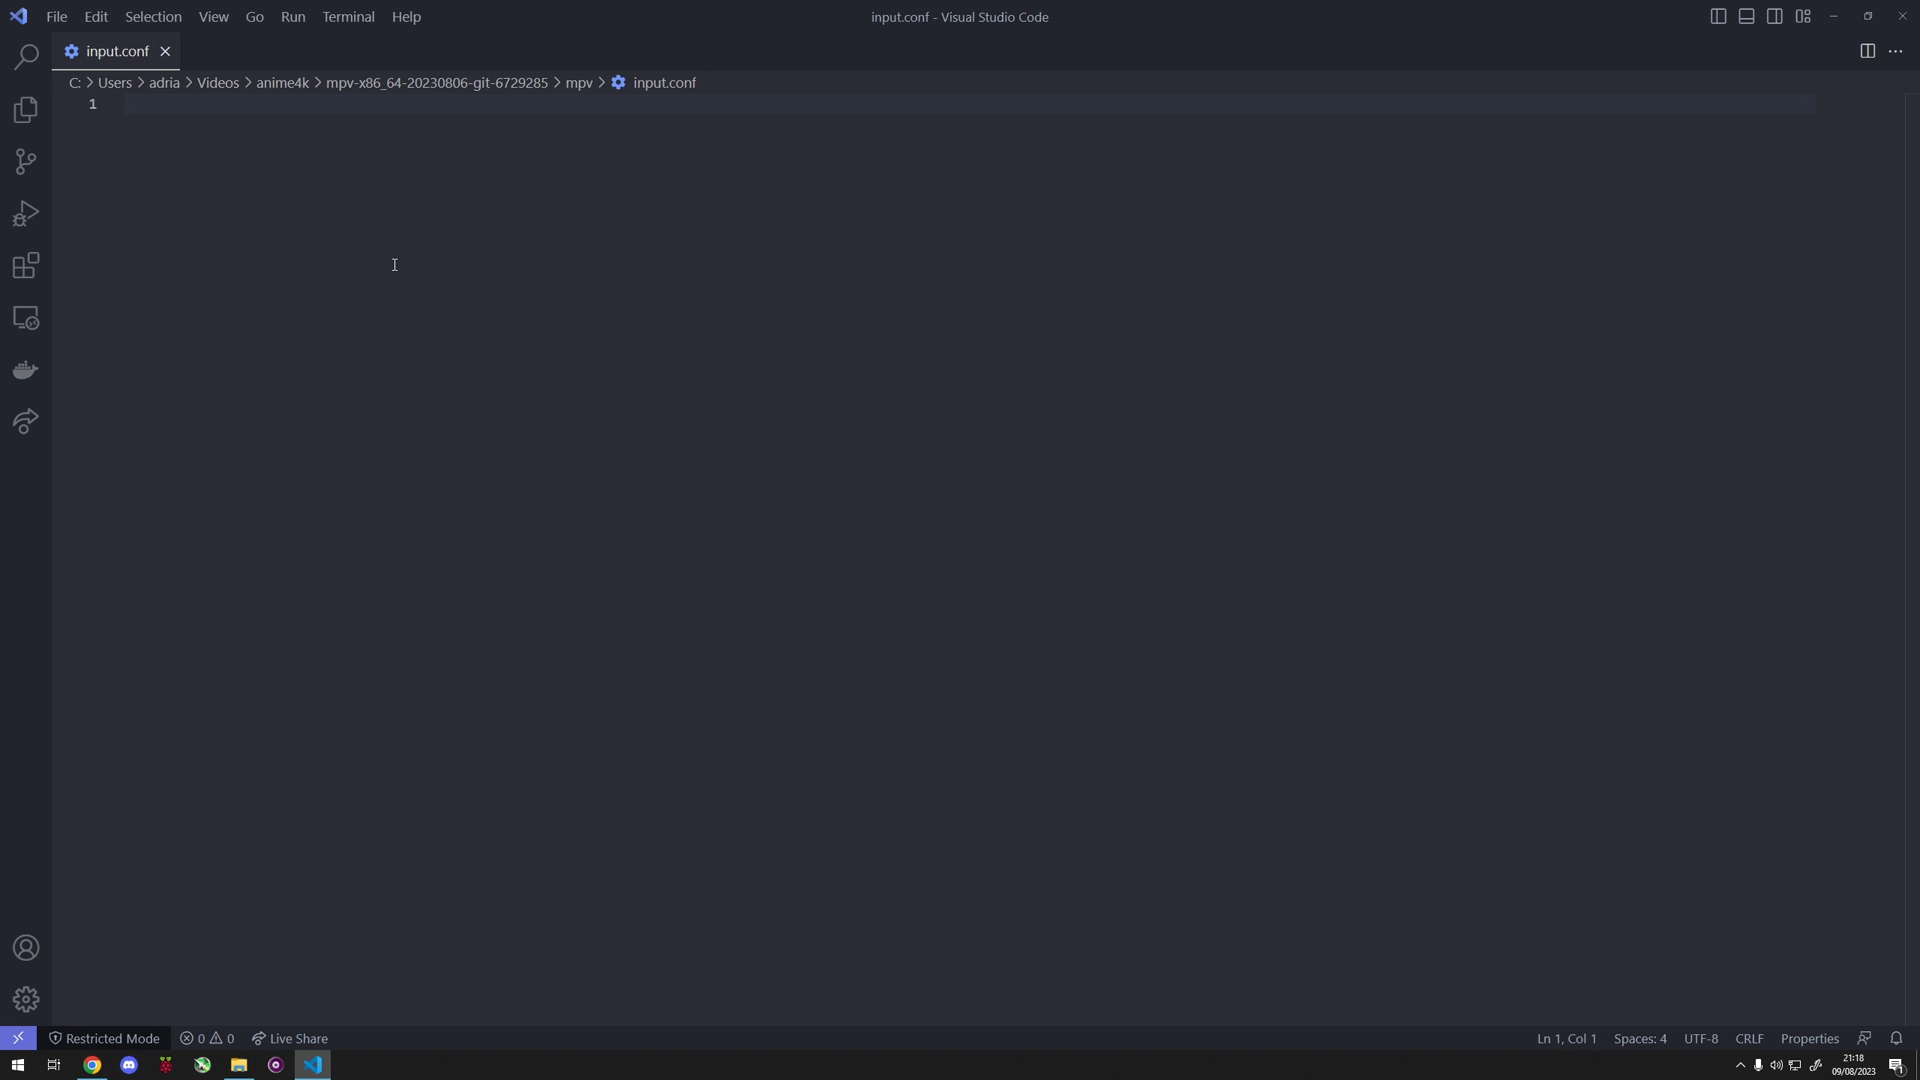 File Edit Selection View Go Run Terminal Help
input.conf - Visual Studio Code
input.conf
C: > Users > adria > Videos > anime4k > mpv-x86_64-20230806-git-6729285 > mpv > input.conf
1
Restricted Mode 0 0 Live Share
Ln 1, Col 1 Spaces: 4 UTF-8 CRLF Properties
21:18
09/08/2023
1